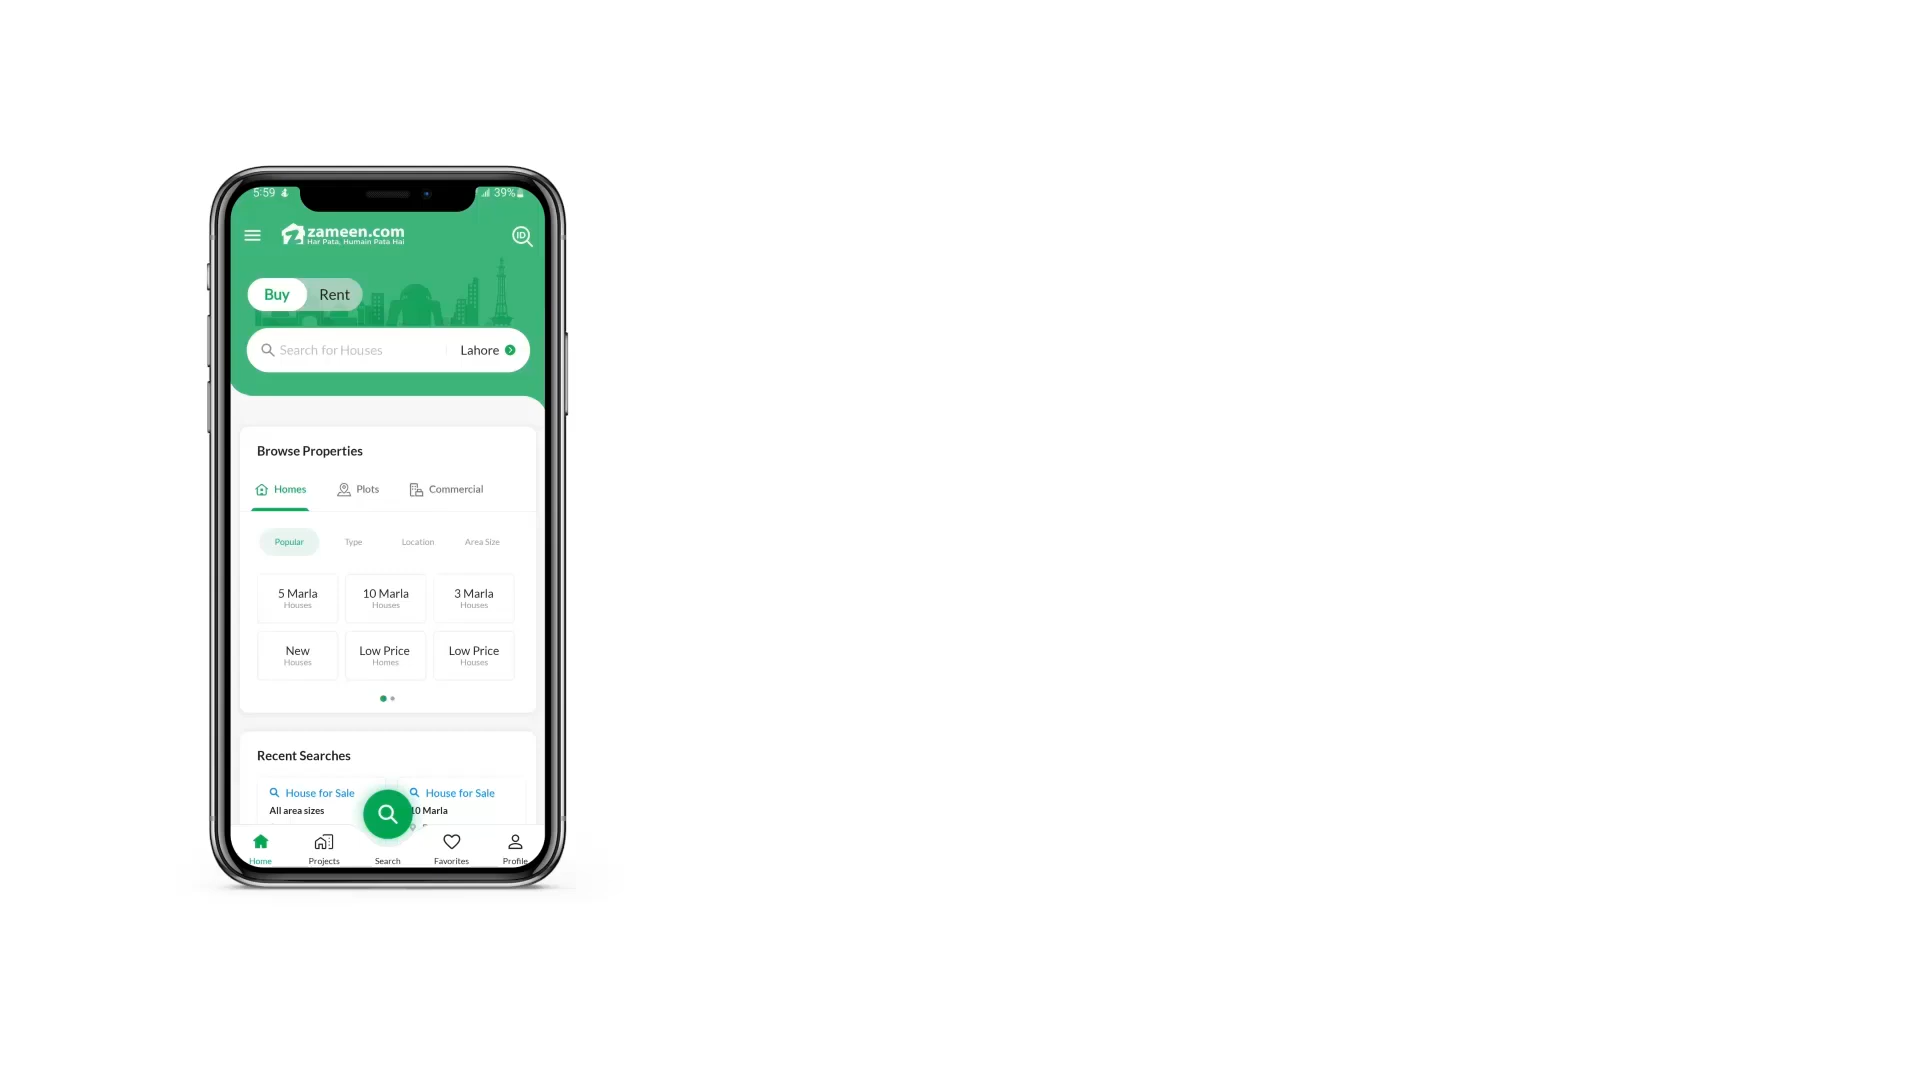 5:59
39%
zameen.com
Har Pata, Humain Pata Hai
ID
Buy Rent
Search for Houses Lahore
Browse Properties
Homes Plots Commercial
Popular Type Location Area Size
5 Marla 10 Marla 3 Marla
Houses Houses Houses
New Low Price Low Price
Houses Homes Houses
Recent Searches
House for Sale House for Sale
All area sizes 10 Marla
Home Projects Search Favorites Profile